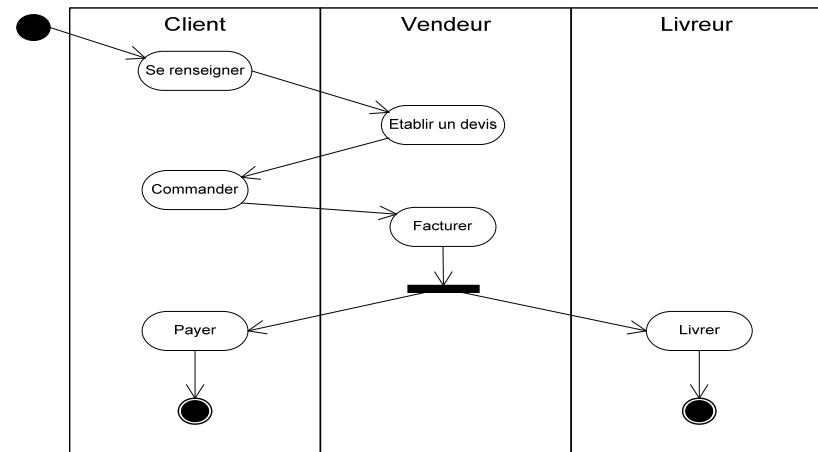 Client
Vendeur
Livreur
Se renseigner
Etablir un devis
Commander
Facturer
Payer
Livrer